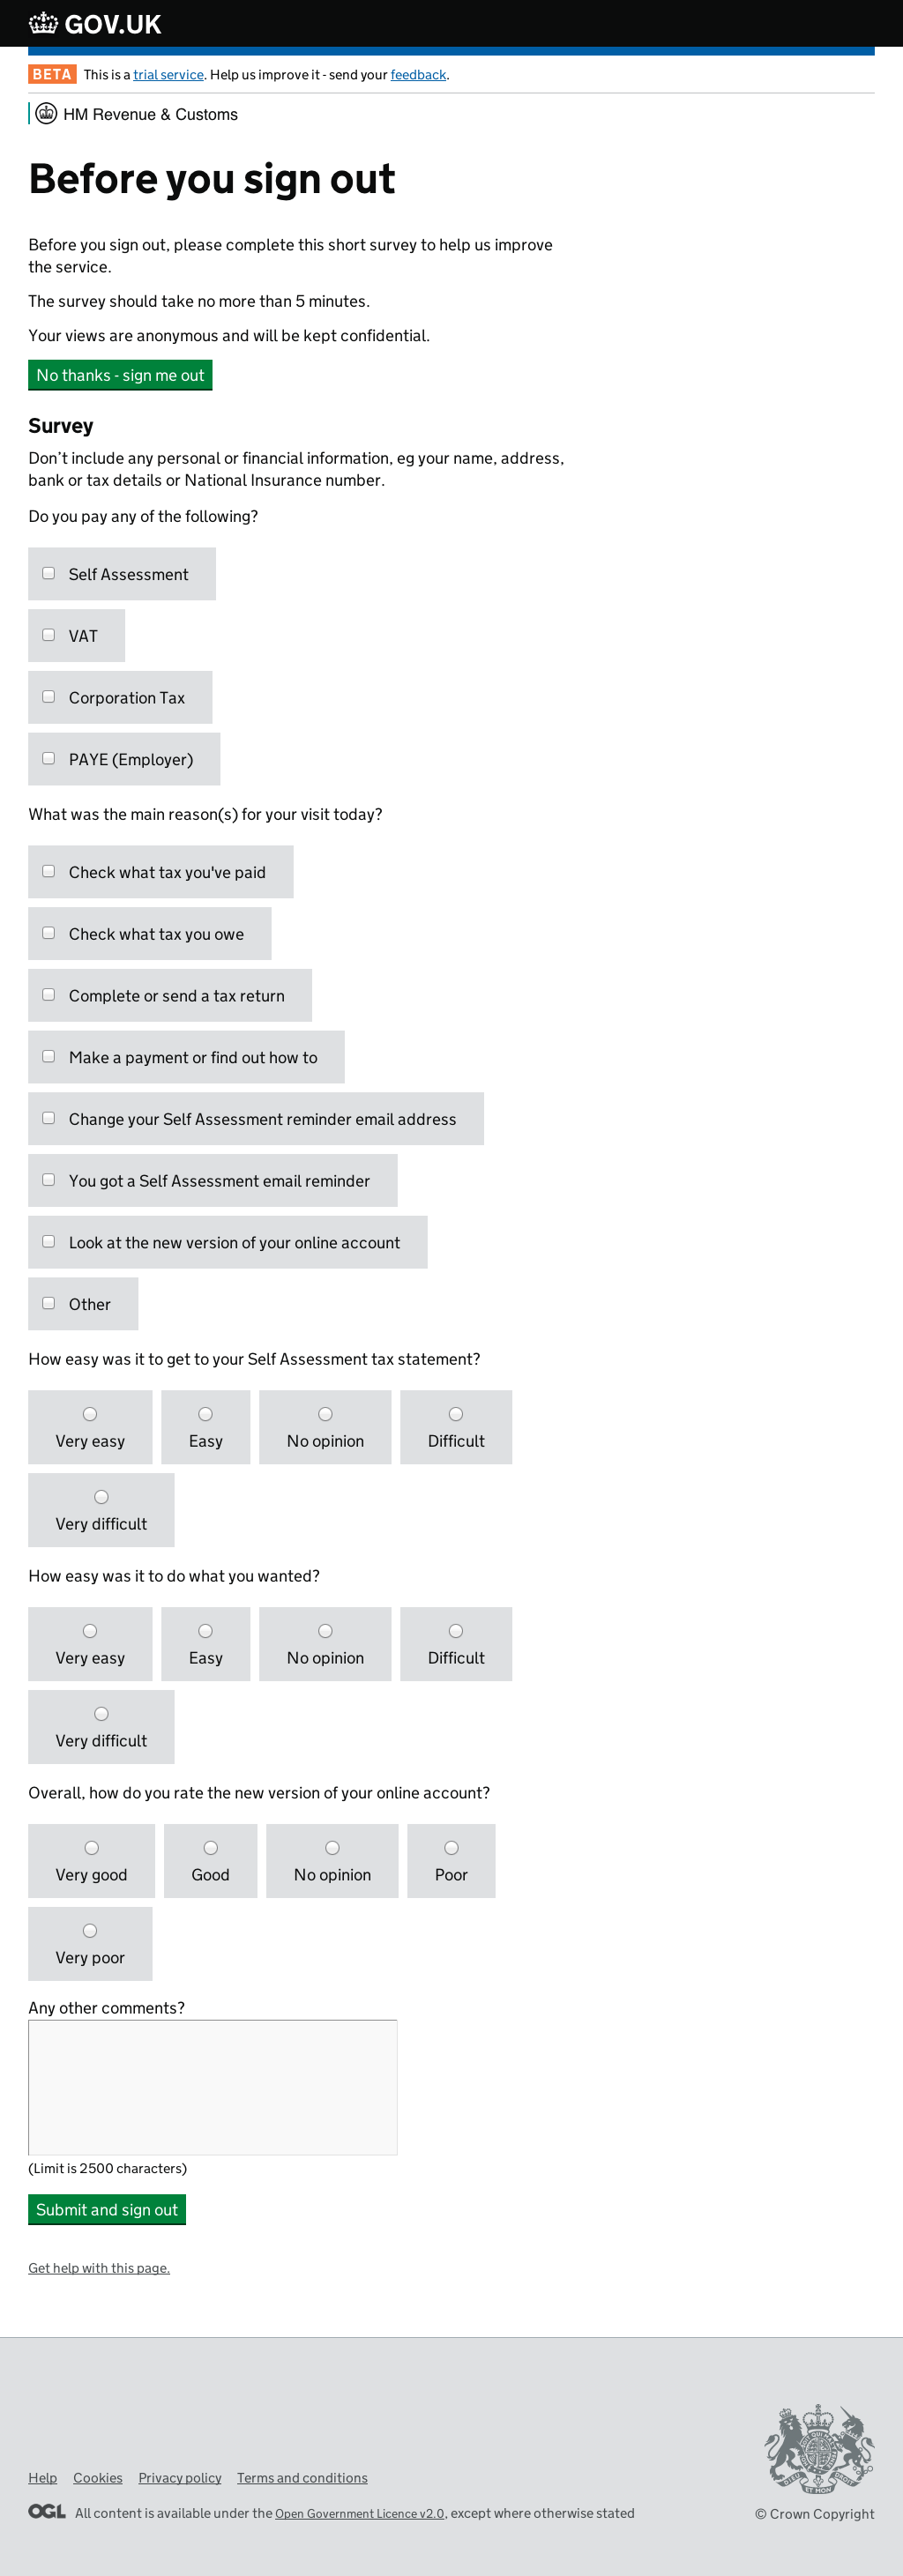 GOV.UK
BETA This is a trial service. Help us improve it - send your feedback.
HM Revenue & Customs
Before you sign out
Before you sign out, please complete this short survey to help us improve
the service.
The survey should take no more than 5 minutes.
Your views are anonymous and will be kept confidential.
No thanks - sign me out
Survey
Don’t include any personal or financial information, eg your name, address,
bank or tax details or National Insurance number.
Do you pay any of the following?
Self Assessment
VAT
Corporation Tax
PAYE (Employer)
What was the main reason(s) for your visit today?
Check what tax you've paid
Check what tax you owe
Complete or send a tax return
Make a payment or find out how to
Change your Self Assessment reminder email address
You got a Self Assessment email reminder
Look at the new version of your online account
Other
How easy was it to get to your Self Assessment tax statement?
Very easy Easy No opinion Difficult
Very difficult
How easy was it to do what you wanted?
Very easy Easy No opinion Difficult
Very difficult
Overall, how do you rate the new version of your online account?
Very good Good No opinion Poor
Very poor
Any other comments?
(Limit is 2500 characters)
Submit and sign out
Get help with this page.
Help Cookies Privacy policy Terms and conditions
OGL All content is available under the Open Government Licence v2.0, except where otherwise stated
© Crown Copyright